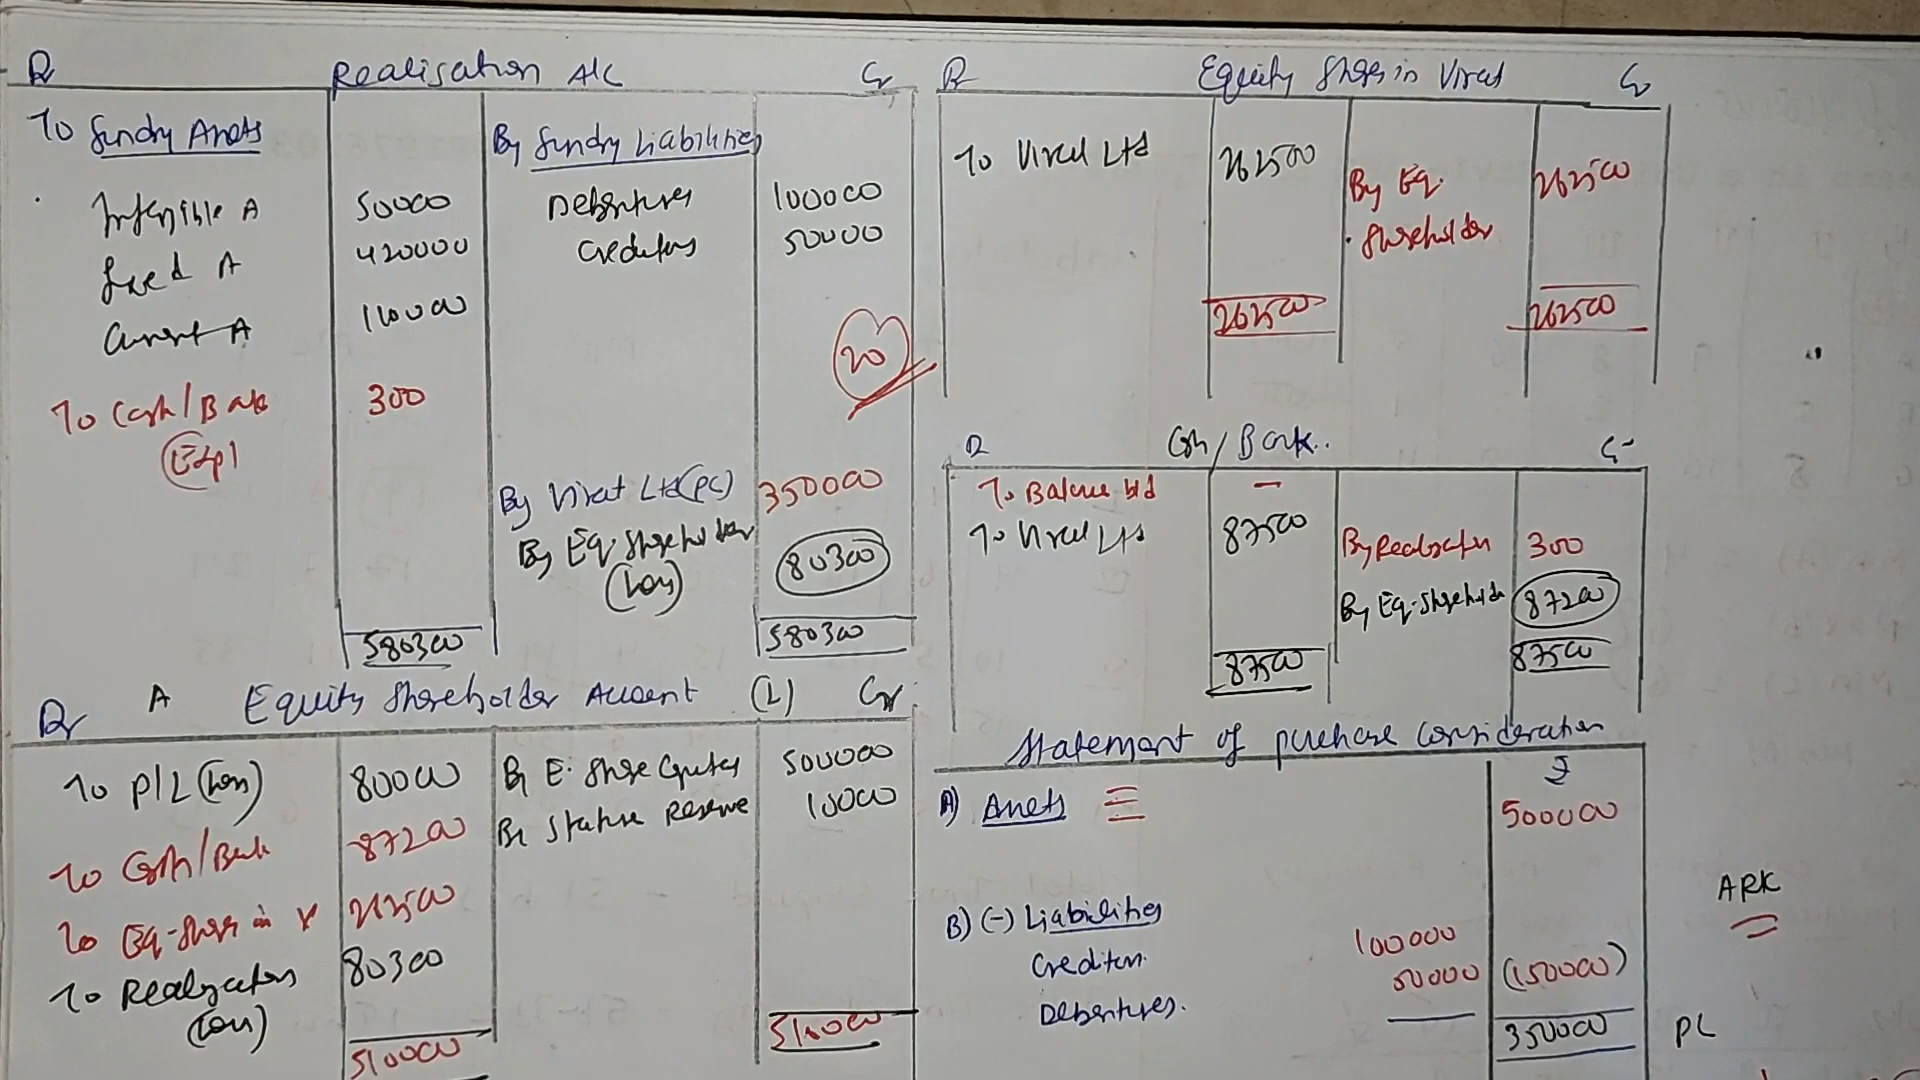 Dr Realisation A/C Cr
To Sundry Assets By Sundry Liabilities
Intangible A 50000 Debentures 100000
Fixed A 420000 Creditors 50000
Current A 110000
20
To Cash/Bank 300
(Exp)
By Virat Ltd (PC) 350000
By Eq. Shareholder 80300
(Loss)
580300 580300
Dr A Equity Shareholder Account (L) Cr
To P/L (Loss) 80000 By E. Share Capital 500000
To Cash/Bank 87200 By Statute Reserve 10000
To Eq. Shares in V 262500
To Realisation 80300
(Loss)
510000 510000
Dr Equity Shares in Virat Cr
To Virat Ltd 262500 By Eq. 262500
Shareholder
262500 262500
Dr Cash/Bank.. Cr
To Balance b/d -
To Virat Ltd 87500 By Realisation 300
By Eq. Shareholder 87200
87500 87500
Statement of purchase consideration
₹
A) Assets 500000
B) (-) Liabilities
Creditors. 100000
Debentures. 50000 (150000)
350000
ARK